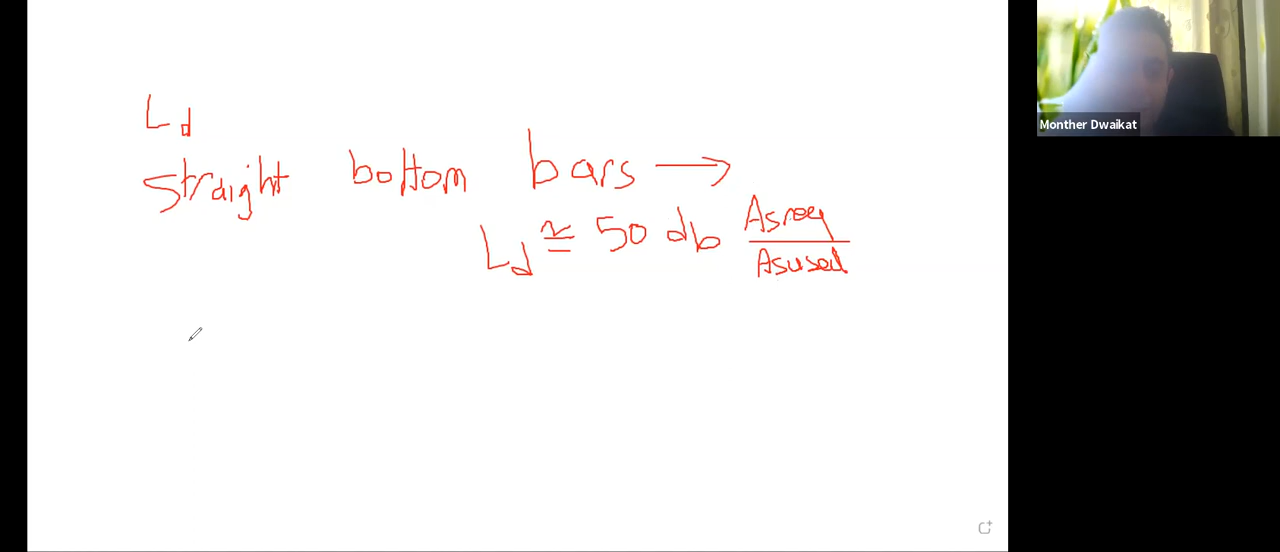 Ld
straight bottom bars →
Ld ≅ 50 db Asreq / Asused
Monther Dwaikat